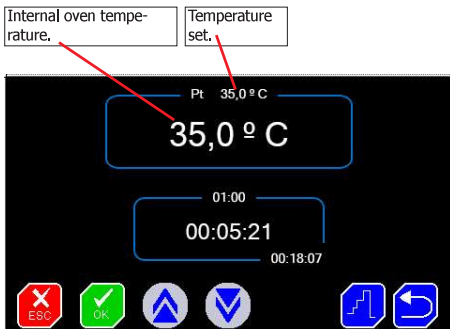 Internal oven tempe-
rature.
Temperature
set.
Pt 35,0 º C
35,0 º C
01:00
00:05:21
00:18:07
ESC
OK